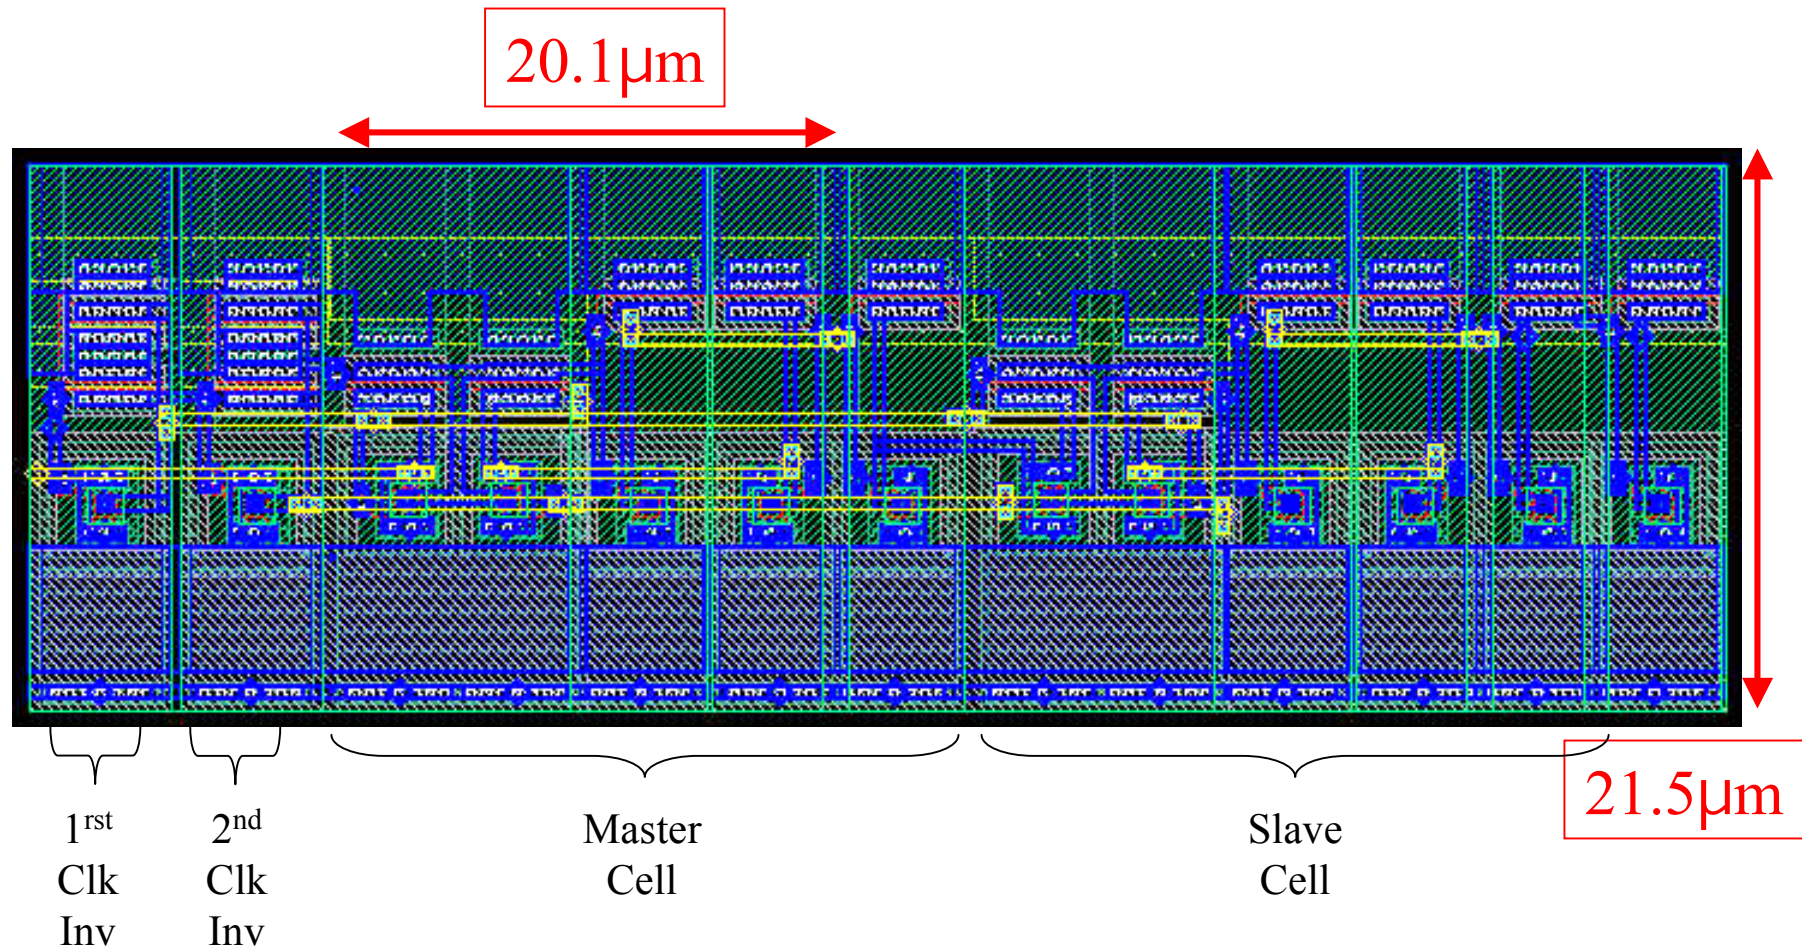 20.1μm
21.5μm
1rst
Clk
Inv
2nd
Clk
Inv
Master
Cell
Slave
Cell